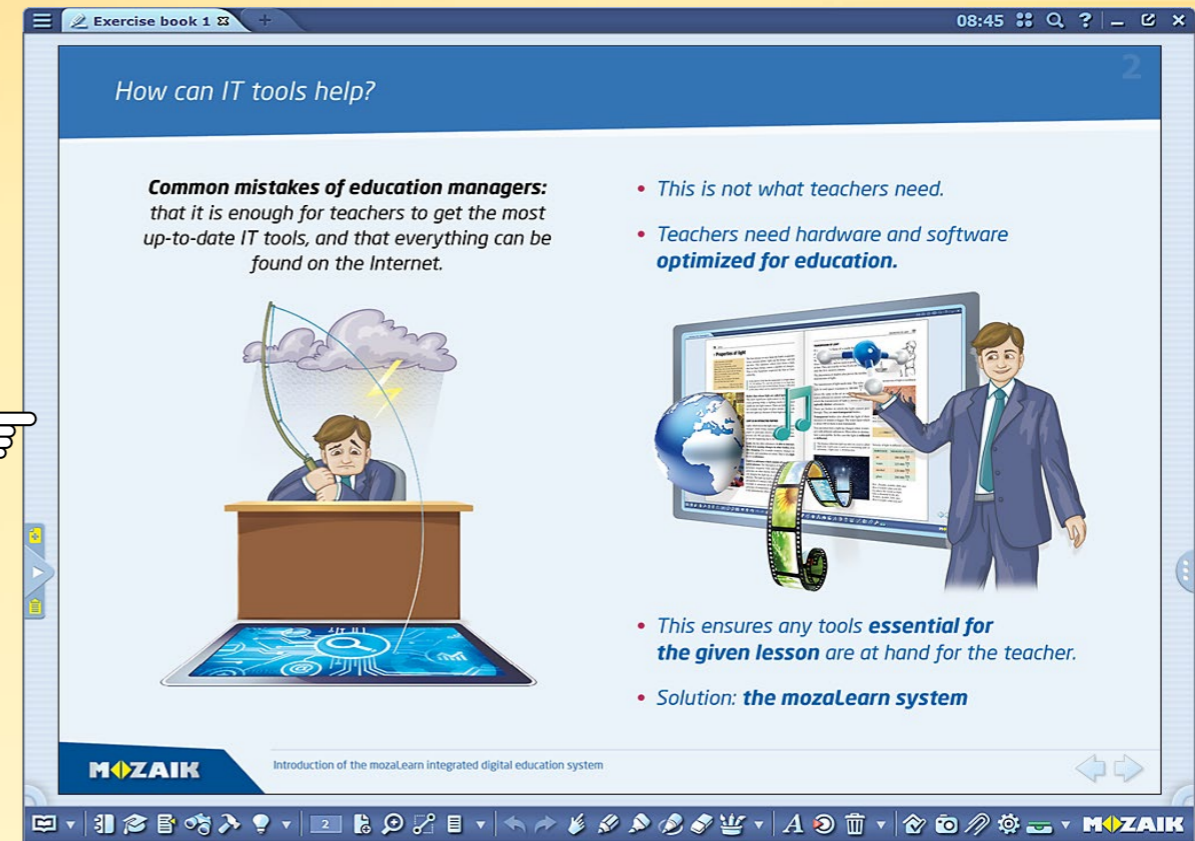 Exercise book 1
08:45
2
How can IT tools help?
Common mistakes of education managers:
that it is enough for teachers to get the most
up-to-date IT tools, and that everything can be
found on the Internet.
• This is not what teachers need.
• Teachers need hardware and software
optimized for education.
Properties of light
• This ensures any tools essential for
the given lesson are at hand for the teacher.
• Solution: the mozaLearn system
MOZAIK
Introduction of the mozaLearn integrated digital education system
2
A
MOZAIK